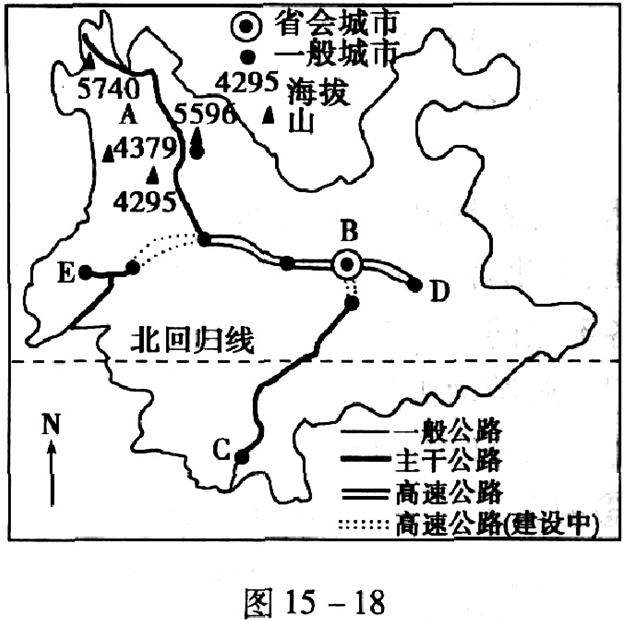 省会城市
一般城市
4295
海拔
山
5740
A
5596
4379
4295
B
E
D
北回归线
N
C
一般公路
主干公路
高速公路
高速公路(建设中)
图 15－18